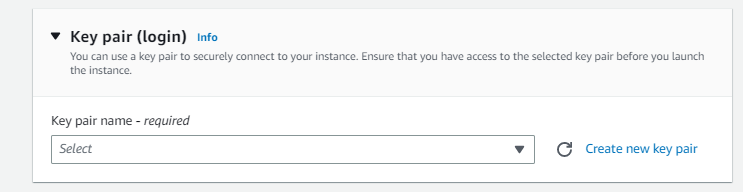 Key pair (login) Info
You can use a key pair to securely connect to your instance. Ensure that you have access to the selected key pair before you launch
the instance.
Key pair name - required
Select
Create new key pair